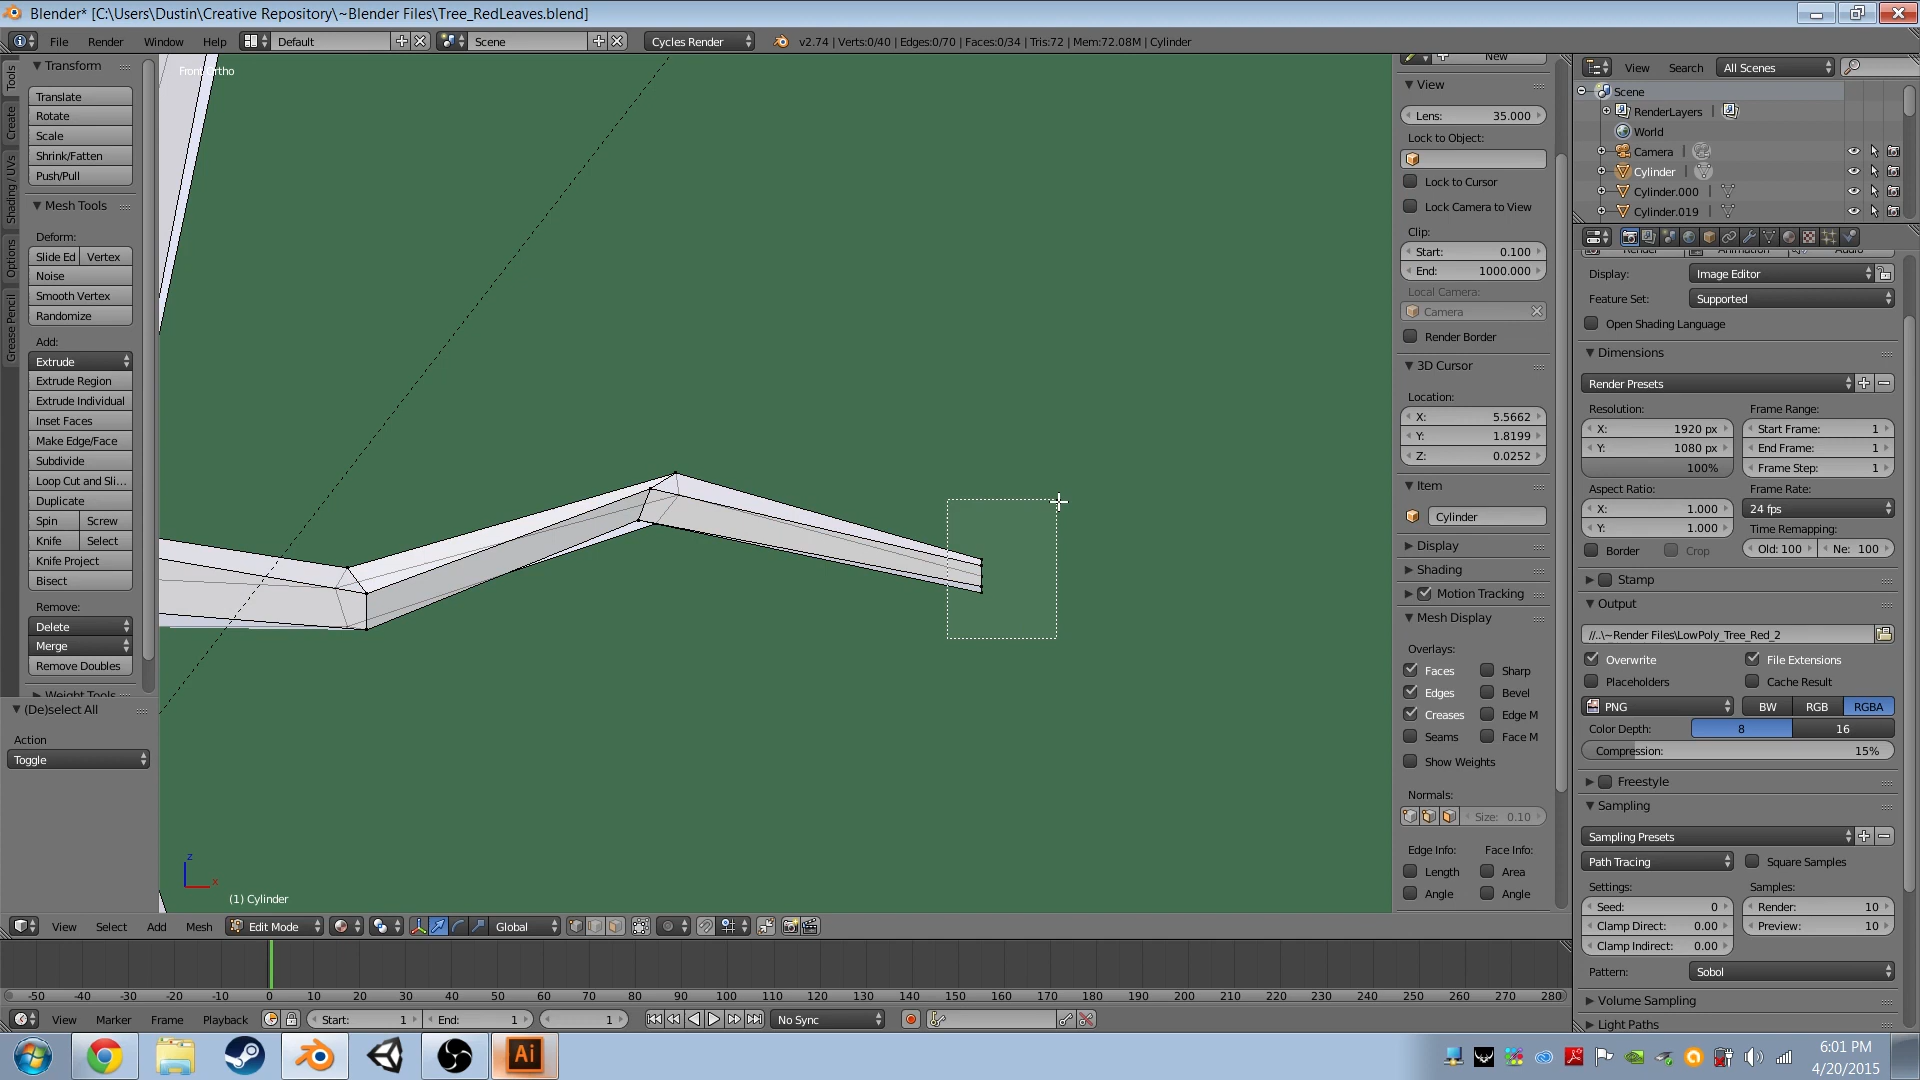 Blender* [C:\Users\Dustin\Creative Repository\~Blender Files\Tree_RedLeaves.blend]
File Render Window Help Default Scene Cycles Render v2.74 | Verts:0/40 | Edges:0/70 | Faces:0/34 | Tris:72 | Mem:72.08M | Cylinder
Tools
Create
Shading / UVs
Options
Grease Pencil
Transform
Translate
Rotate
Scale
Shrink/Fatten
Push/Pull
Mesh Tools
Deform:
Slide Ed Vertex
Noise
Smooth Vertex
Randomize
Add:
Extrude
Extrude Region
Extrude Individual
Inset Faces
Make Edge/Face
Subdivide
Loop Cut and Sli...
Duplicate
Spin Screw
Knife Select
Knife Project
Bisect
Remove:
Delete
Merge
Remove Doubles
Weight Tools
(De)select All
Action
Toggle
Front Ortho
z
x
(1) Cylinder
New
View
Lens: 35.000
Lock to Object:
Lock to Cursor
Lock Camera to View
Clip:
Start: 0.100
End: 1000.000
Local Camera:
Camera
Render Border
3D Cursor
Location:
X: 5.5662
Y: 1.8199
Z: 0.0252
Item
Cylinder
Display
Shading
Motion Tracking
Mesh Display
Overlays:
Faces Sharp
Edges Bevel
Creases Edge M
Seams Face M
Show Weights
Normals:
Size: 0.10
Edge Info: Face Info:
Length Area
Angle Angle
View Search All Scenes
Scene
RenderLayers
World
Camera
Cylinder
Cylinder.000
Cylinder.019
Render Animation Audio
Display: Image Editor
Feature Set: Supported
Open Shading Language
Dimensions
Render Presets
Resolution: Frame Range:
X: 1920 px Start Frame: 1
Y: 1080 px End Frame: 1
100% Frame Step: 1
Aspect Ratio: Frame Rate:
X: 1.000 24 fps
Y: 1.000 Time Remapping:
Border Crop Old: 100 Ne: 100
Stamp
Output
//..\~Render Files\LowPoly_Tree_Red_2
Overwrite File Extensions
Placeholders Cache Result
PNG BW RGB RGBA
Color Depth: 8 16
Compression: 15%
Freestyle
Sampling
Sampling Presets
Path Tracing Square Samples
Settings: Samples:
Seed: 0 Render: 10
Clamp Direct: 0.00 Preview: 10
Clamp Indirect: 0.00
Pattern: Sobol
Volume Sampling
Light Paths
View Select Add Mesh Edit Mode Global
-50 -40 -30 -20 -10 0 10 20 30 40 50 60 70 80 90 100 110 120 130 140 150 160 170 180 190 200 210 220 230 240 250 260 270 280
View Marker Frame Playback Start: 1 End: 1 1 No Sync
Ai
6:01 PM
4/20/2015